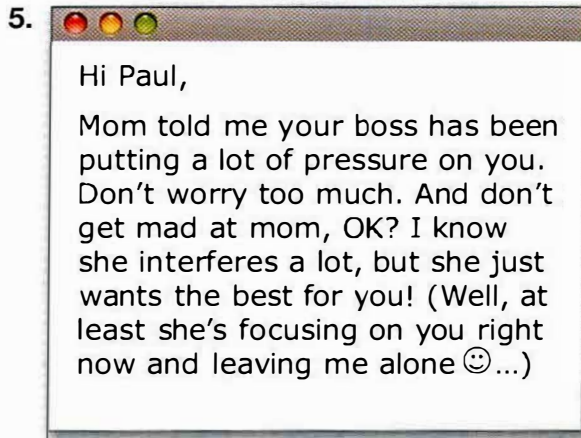 5.
Hi Paul,
Mom told me your boss has been
putting a lot of pressure on you.
Don't worry too much. And don't
get mad at mom, OK? I know
she interferes a lot, but she just
wants the best for you! (Well, at
least she's focusing on you right
now and leaving me alone ☺...)